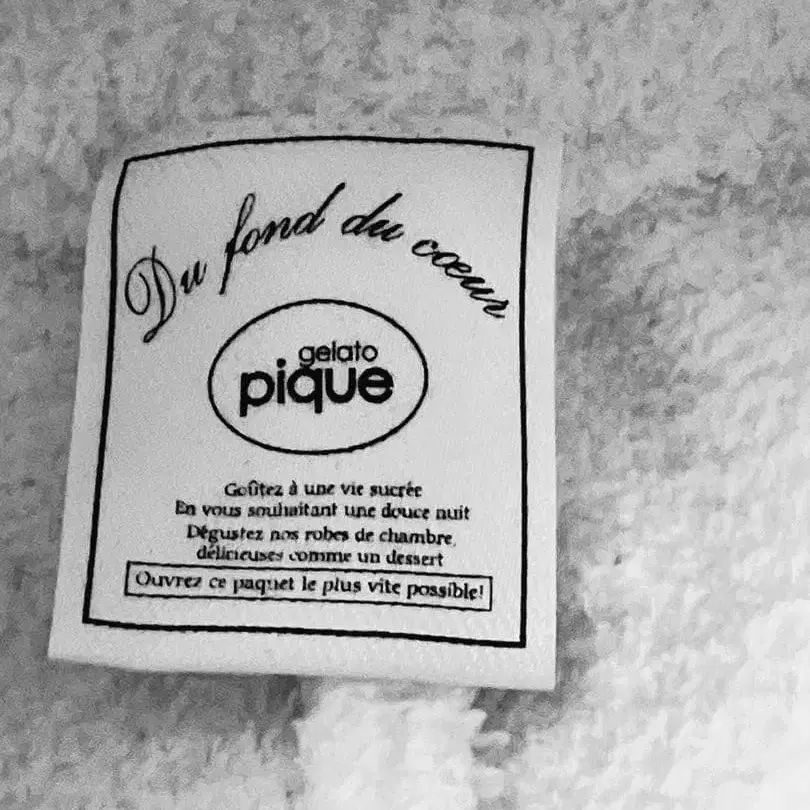 Du fond du cœur
gelato
pique
Goûtez à une vie sucrée
En vous souhaitant une douce nuit
Dégustez nos robes de chambre,
délicieuses comme un dessert
Ouvrez ce paquet le plus vite possible!